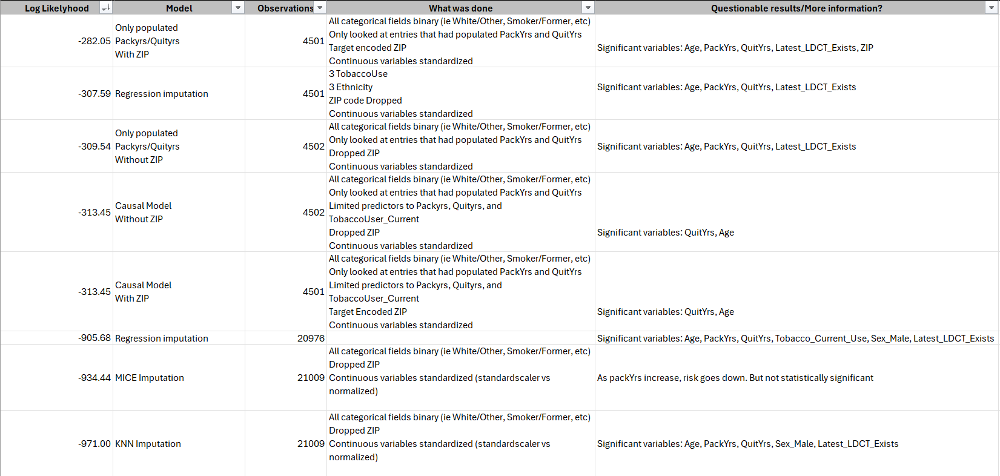 Log Likelyhood Model Observations What was done Questionable results/More information?
-282.05
Only populated
Packyrs/Quityrs
With ZIP
4501
All categorical fields binary (ie White/Other, Smoker/Former, etc)
Only looked at entries that had populated PackYrs and QuitYrs
Target encoded ZIP
Continuous variables standardized
Significant variables: Age, PackYrs, QuitYrs, Latest_LDCT_Exists, ZIP
-307.59
Regression imputation
4501
3 TobaccoUse
3 Ethnicity
ZIP code Dropped
Continuous variables standardized
Significant variables: Age, PackYrs, QuitYrs, Latest_LDCT_Exists
-309.54
Only populated
Packyrs/Quityrs
Without ZIP
4502
All categorical fields binary (ie White/Other, Smoker/Former, etc)
Only looked at entries that had populated PackYrs and QuitYrs
Dropped ZIP
Continuous variables standardized
Significant variables: Age, PackYrs, QuitYrs, Latest_LDCT_Exists
-313.45
Causal Model
Without ZIP
4502
All categorical fields binary (ie White/Other, Smoker/Former, etc)
Only looked at entries that had populated PackYrs and QuitYrs
Limited predictors to Packyrs, Quityrs, and
TobaccoUser_Current
Dropped ZIP
Continuous variables standardized
Significant variables: QuitYrs, Age
-313.45
Causal Model
With ZIP
4501
All categorical fields binary (ie White/Other, Smoker/Former, etc)
Only looked at entries that had populated PackYrs and QuitYrs
Limited predictors to Packyrs, Quityrs, and
TobaccoUser_Current
Target Encoded ZIP
Continuous variables standardized
Significant variables: QuitYrs, Age
-905.68
Regression imputation
20976
Significant variables: Age, PackYrs, QuitYrs, Tobacco_Current_Use, Sex_Male, Latest_LDCT_Exists
-934.44
MICE Imputation
21009
All categorical fields binary (ie White/Other, Smoker/Former, etc)
Dropped ZIP
Continuous variables standardized (standardscaler vs
normalized)
As packYrs increase, risk goes down. But not statistically significant
-971.00
KNN Imputation
21009
All categorical fields binary (ie White/Other, Smoker/Former, etc)
Dropped ZIP
Continuous variables standardized (standardscaler vs
normalized)
Significant variables: Age, PackYrs, QuitYrs, Sex_Male, Latest_LDCT_Exists